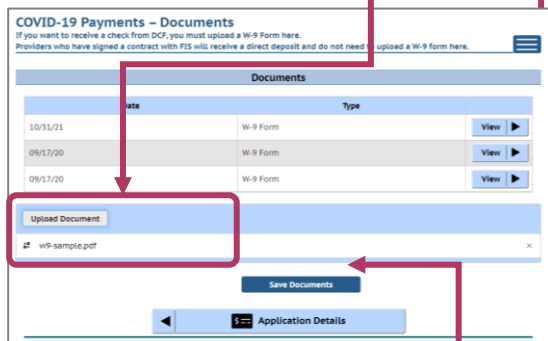 COVID-19 Payments – Documents
If you want to receive a check from DCF, you must upload a W-9 Form here.
Providers who have signed a contract with FIS will receive a direct deposit and do not need to upload a W-9 form here.
Documents
Date Type
10/31/21 W-9 Form View
09/17/20 W-9 Form View
09/17/20 W-9 Form View
Upload Document
w9-sample.pdf ×
Save Documents
Application Details